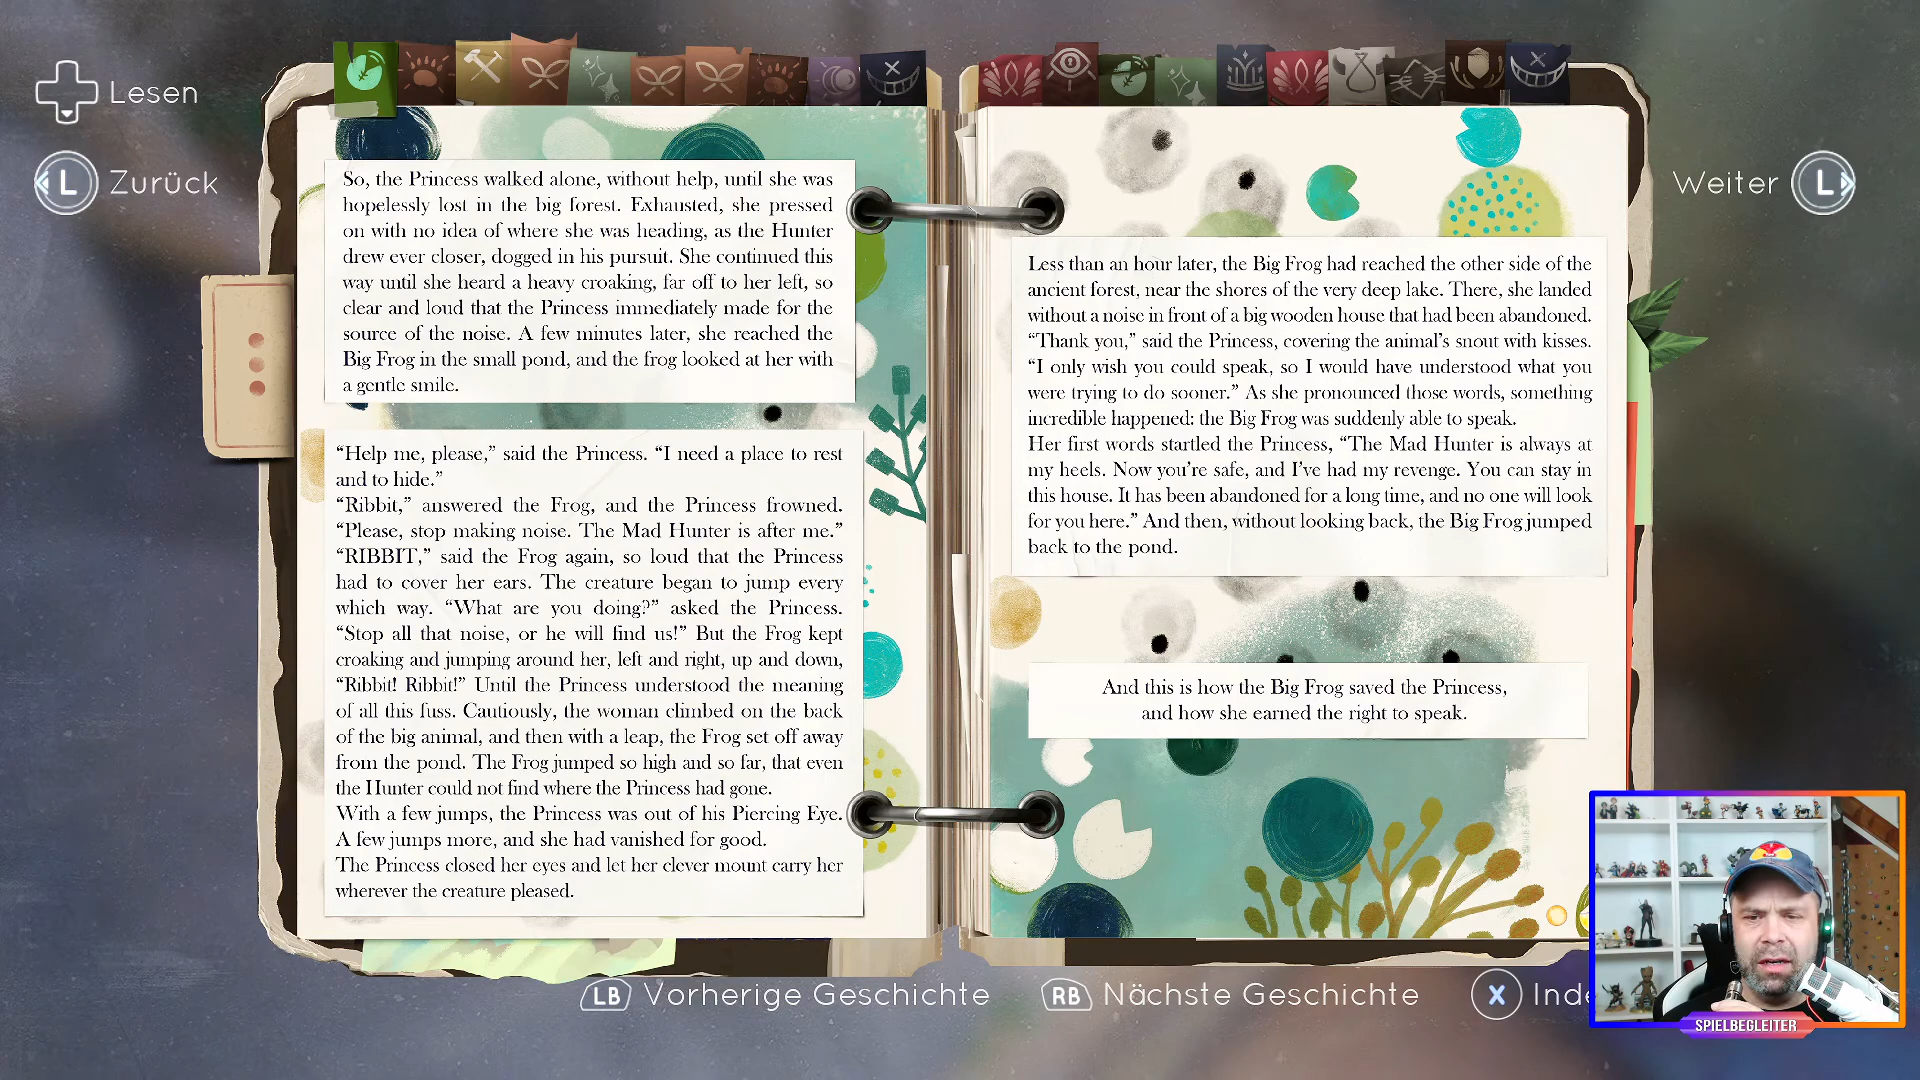 Lesen
L Zurück
Weiter L
So, the Princess walked alone, without help, until she was
hopelessly lost in the big forest. Exhausted, she pressed
on with no idea of where she was heading, as the Hunter
drew ever closer, dogged in his pursuit. She continued this
way until she heard a heavy croaking, far off to her left, so
clear and loud that the Princess immediately made for the
source of the noise. A few minutes later, she reached the
Big Frog in the small pond, and the frog looked at her with
a gentle smile.
“Help me, please,” said the Princess. “I need a place to rest
and to hide.”
“Ribbit,” answered the Frog, and the Princess frowned.
“Please, stop making noise. The Mad Hunter is after me.”
“RIBBIT,” said the Frog again, so loud that the Princess
had to cover her ears. The creature began to jump every
which way. “What are you doing?” asked the Princess.
“Stop all that noise, or he will find us!” But the Frog kept
croaking and jumping around her, left and right, up and down,
“Ribbit! Ribbit!” Until the Princess understood the meaning
of all this fuss. Cautiously, the woman climbed on the back
of the big animal, and then with a leap, the Frog set off away
from the pond. The Frog jumped so high and so far, that even
the Hunter could not find where the Princess had gone.
With a few jumps, the Princess was out of his Piercing Eye.
A few jumps more, and she had vanished for good.
The Princess closed her eyes and let her clever mount carry her
wherever the creature pleased.
Less than an hour later, the Big Frog had reached the other side of the
ancient forest, near the shores of the very deep lake. There, she landed
without a noise in front of a big wooden house that had been abandoned.
“Thank you,” said the Princess, covering the animal’s snout with kisses.
“I only wish you could speak, so I would have understood what you
were trying to do sooner.” As she pronounced those words, something
incredible happened: the Big Frog was suddenly able to speak.
Her first words startled the Princess, “The Mad Hunter is always at
my heels. Now you’re safe, and I’ve had my revenge. You can stay in
this house. It has been abandoned for a long time, and no one will look
for you here.” And then, without looking back, the Big Frog jumped
back to the pond.
And this is how the Big Frog saved the Princess,
and how she earned the right to speak.
LB Vorherige Geschichte
RB Nächste Geschichte
X Inde
SPIELBEGLEITER